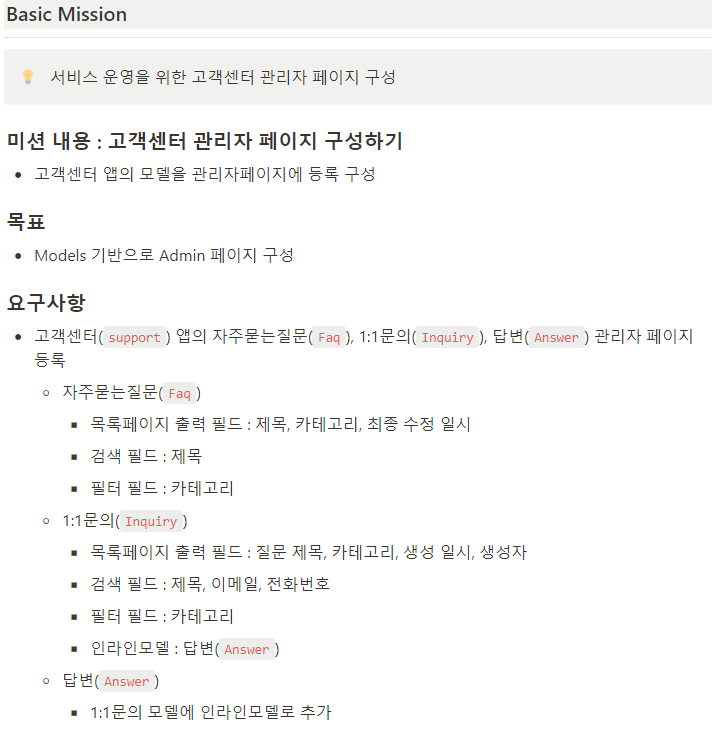 Basic Mission
서비스 운영을 위한 고객센터 관리자 페이지 구성
미션 내용 : 고객센터 관리자 페이지 구성하기
고객센터 앱의 모델을 관리자페이지에 등록 구성
목표
Models 기반으로 Admin 페이지 구성
요구사항
고객센터(support) 앱의 자주묻는질문(Faq), 1:1문의(Inquiry), 답변(Answer) 관리자 페이지
등록
자주묻는질문(Faq)
목록페이지 출력 필드 : 제목, 카테고리, 최종 수정 일시
검색 필드 : 제목
필터 필드 : 카테고리
1:1문의(Inquiry)
목록페이지 출력 필드 : 질문 제목, 카테고리, 생성 일시, 생성자
검색 필드 : 제목, 이메일, 전화번호
필터 필드 : 카테고리
인라인모델 : 답변(Answer)
답변(Answer)
1:1문의 모델에 인라인모델로 추가